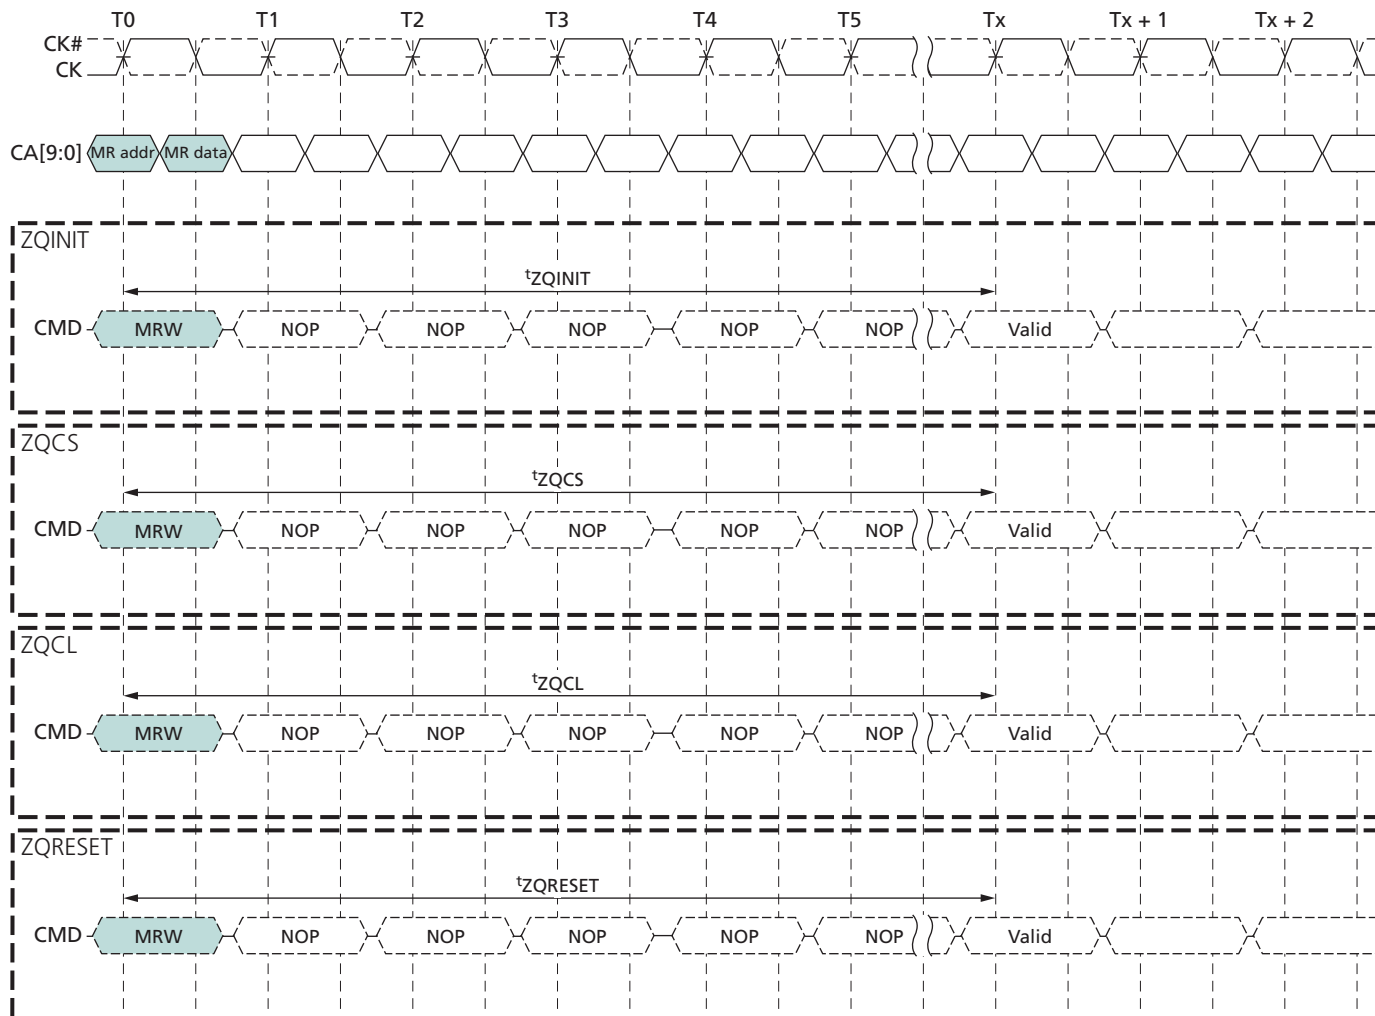 T0 T1 T2 T3 T4 T5 Tx Tx + 1 Tx + 2
CK#
CK
CA[9:0] MR addr MR data
ZQINIT
tZQINIT
CMD MRW NOP NOP NOP NOP NOP Valid
ZQCS
tZQCS
CMD MRW NOP NOP NOP NOP NOP Valid
ZQCL
tZQCL
CMD MRW NOP NOP NOP NOP NOP Valid
ZQRESET
tZQRESET
CMD MRW NOP NOP NOP NOP NOP Valid